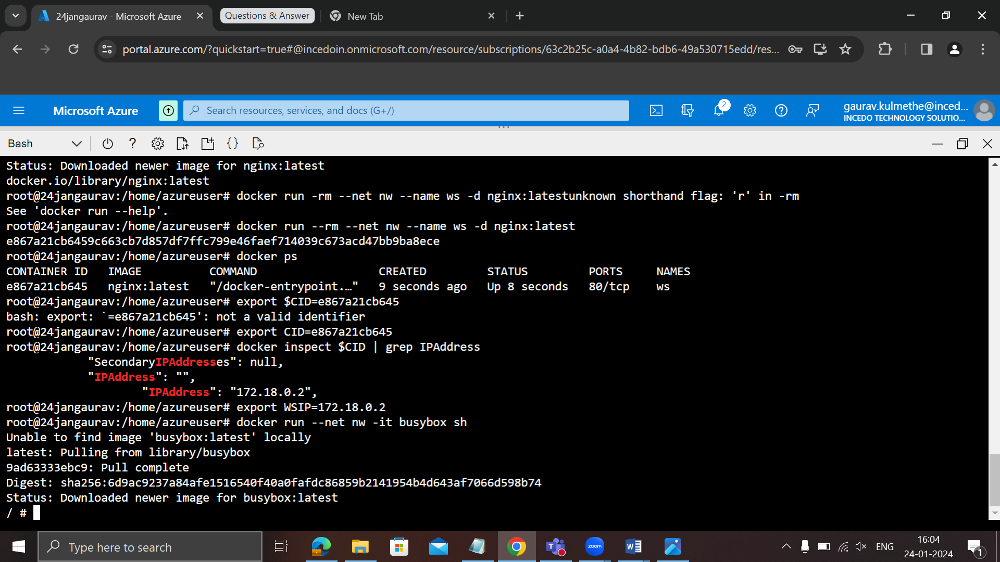 24jangaurav - Microsoft Azure
Questions & Answer
New Tab
portal.azure.com/?quickstart=true#@incedoin.onmicrosoft.com/resource/subscriptions/63c2b25c-a0a4-4b82-bdb6-49a530715edd/res...
Microsoft Azure
Search resources, services, and docs (G+/)
2
gaurav.kulmethe@inced...
INCEDO TECHNOLOGY SOLUTIO...
Bash
Status: Downloaded newer image for nginx:latest
docker.io/library/nginx:latest
root@24jangaurav:/home/azureuser# docker run -rm --net nw --name ws -d nginx:latestunknown shorthand flag: 'r' in -rm
See 'docker run --help'.
root@24jangaurav:/home/azureuser# docker run --rm --net nw --name ws -d nginx:latest
e867a21cb6459c663cb7d857df7ffc799e46faef714039c673acd47bb9ba8ece
root@24jangaurav:/home/azureuser# docker ps
CONTAINER ID   IMAGE          COMMAND                  CREATED         STATUS         PORTS     NAMES
e867a21cb645   nginx:latest   "/docker-entrypoint.…"   9 seconds ago   Up 8 seconds   80/tcp    ws
root@24jangaurav:/home/azureuser# export $CID=e867a21cb645
bash: export: `=e867a21cb645': not a valid identifier
root@24jangaurav:/home/azureuser# export CID=e867a21cb645
root@24jangaurav:/home/azureuser# docker inspect $CID | grep IPAddress
"SecondaryIPAddresses": null,
"IPAddress": "",
"IPAddress": "172.18.0.2",
root@24jangaurav:/home/azureuser# export WSIP=172.18.0.2
root@24jangaurav:/home/azureuser# docker run --net nw -it busybox sh
Unable to find image 'busybox:latest' locally
latest: Pulling from library/busybox
9ad63333ebc9: Pull complete
Digest: sha256:6d9ac9237a84afe1516540f40a0fafdc86859b2141954b4d643af7066d598b74
Status: Downloaded newer image for busybox:latest
/ #
Type here to search
zoom
ENG
16:04
24-01-2024
1